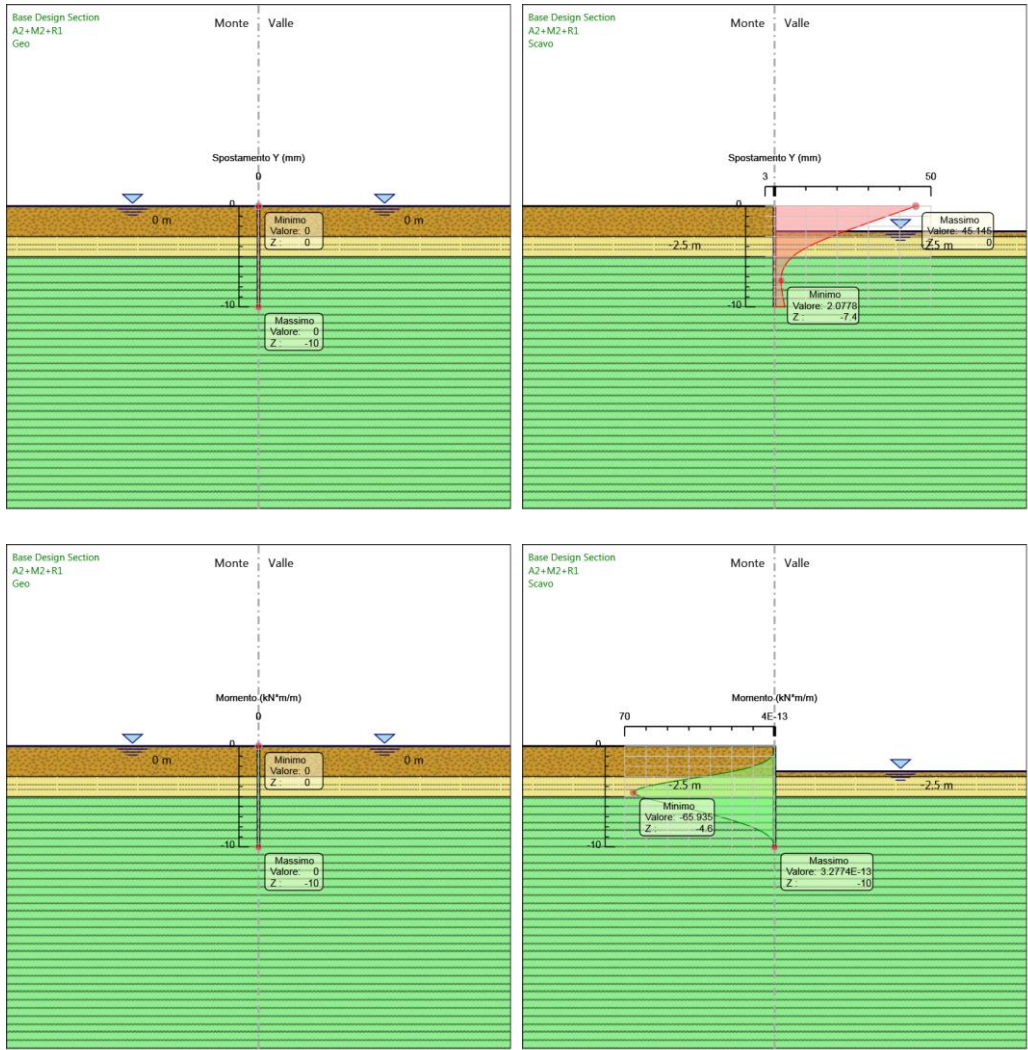 Base Design Section
A2+M2+R1
Geo
Monte Valle
Spostamento Y (mm)
0
0
0 m 0 m
Minimo
Valore: 0
Z : 0
-10
Massimo
Valore: 0
Z : -10
Base Design Section
A2+M2+R1
Scavo
Monte Valle
Spostamento Y (mm)
3 50
0
Massimo
Valore: 45.145
Z : 0
-2.5 m 2.5 m
Minimo
Valore: 2.0778
Z : -7.4
-10
Base Design Section
A2+M2+R1
Geo
Monte Valle
Momento (kN*m/m)
0
0
0 m 0 m
Minimo
Valore: 0
Z : 0
-10
Massimo
Valore: 0
Z : -10
Base Design Section
A2+M2+R1
Scavo
Monte Valle
Momento (kN*m/m)
70 4E-13
0
-2.5 m -2.5 m
Minimo
Valore: -65.935
Z : -4.6
-10
Massimo
Valore: 3.2774E-13
Z : -10